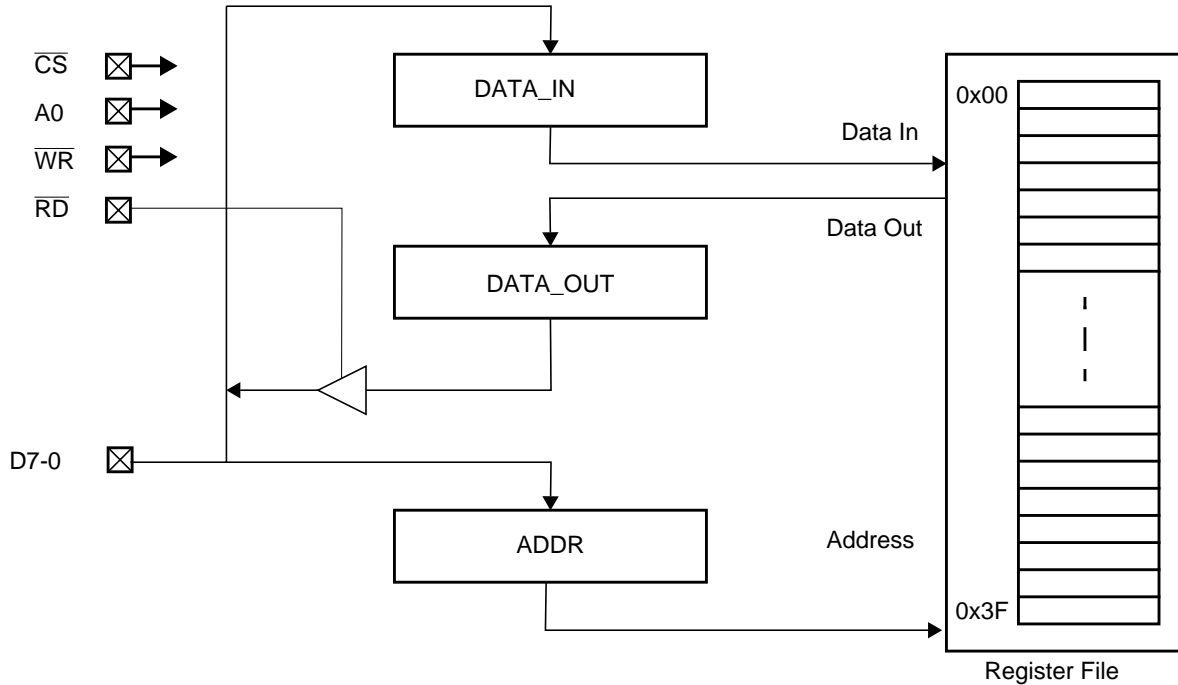 CS
A0
WR
RD
D7-0
DATA_IN
DATA_OUT
ADDR
Data In
Data Out
Address
0x00
0x3F
Register File